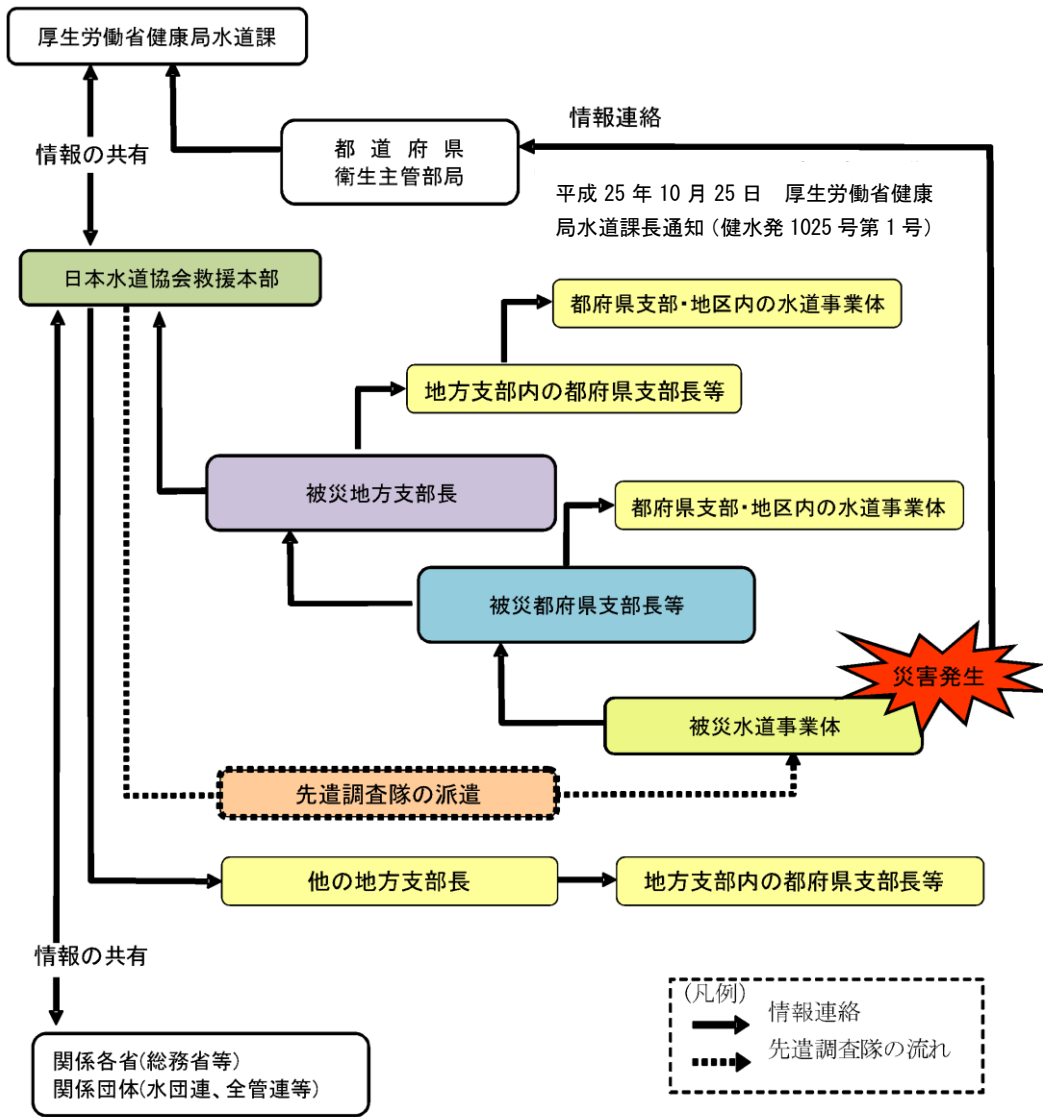 厚生労働省健康局水道課
情報連絡
都道府県
衛生主管部局
情報の共有
平成 25 年 10 月 25 日　厚生労働省健康
局水道課長通知（健水発 1025 号第 1 号）
日本水道協会救援本部
都府県支部・地区内の水道事業体
地方支部内の都府県支部長等
被災地方支部長
都府県支部・地区内の水道事業体
被災都府県支部長等
災害発生
被災水道事業体
先遣調査隊の派遣
他の地方支部長
地方支部内の都府県支部長等
情報の共有
(凡例)
情報連絡
先遣調査隊の流れ
関係各省(総務省等)
関係団体(水団連、全管連等)